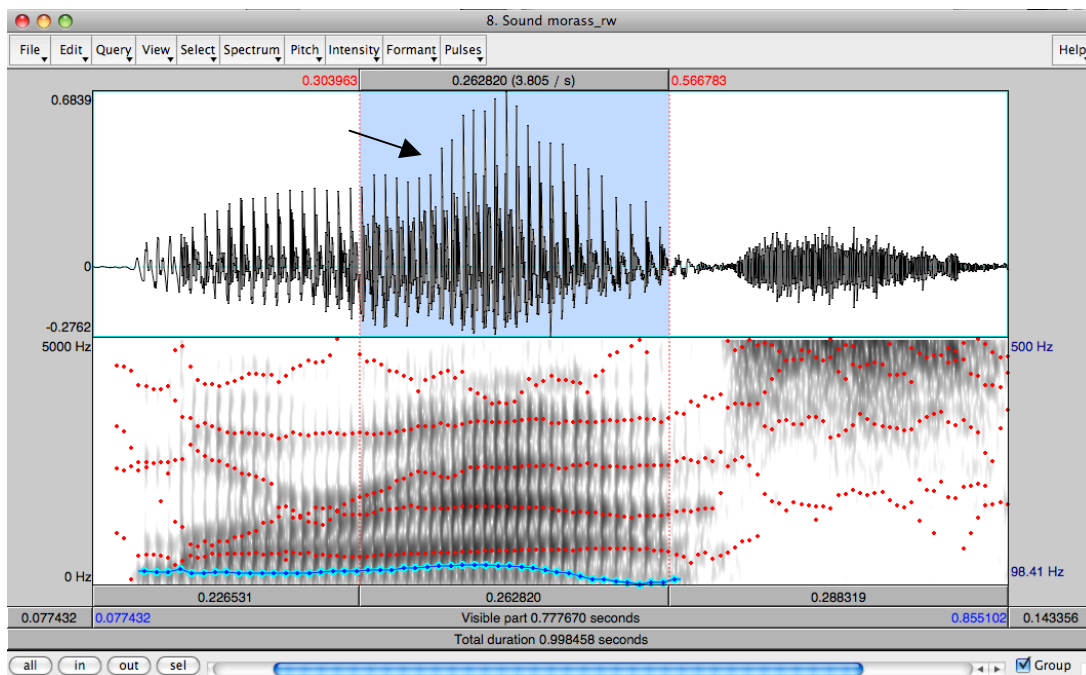 8. Sound morass_rw
File Edit Query View Select Spectrum Pitch Intensity Formant Pulses Help
0.303963 0.262820 (3.805 / s) 0.566783
0.6839
0
-0.2762
5000 Hz 500 Hz
0 Hz 98.41 Hz
0.226531 0.262820 0.288319
0.077432 0.077432 Visible part 0.777670 seconds 0.855102 0.143356
Total duration 0.998458 seconds
all in out sel Group